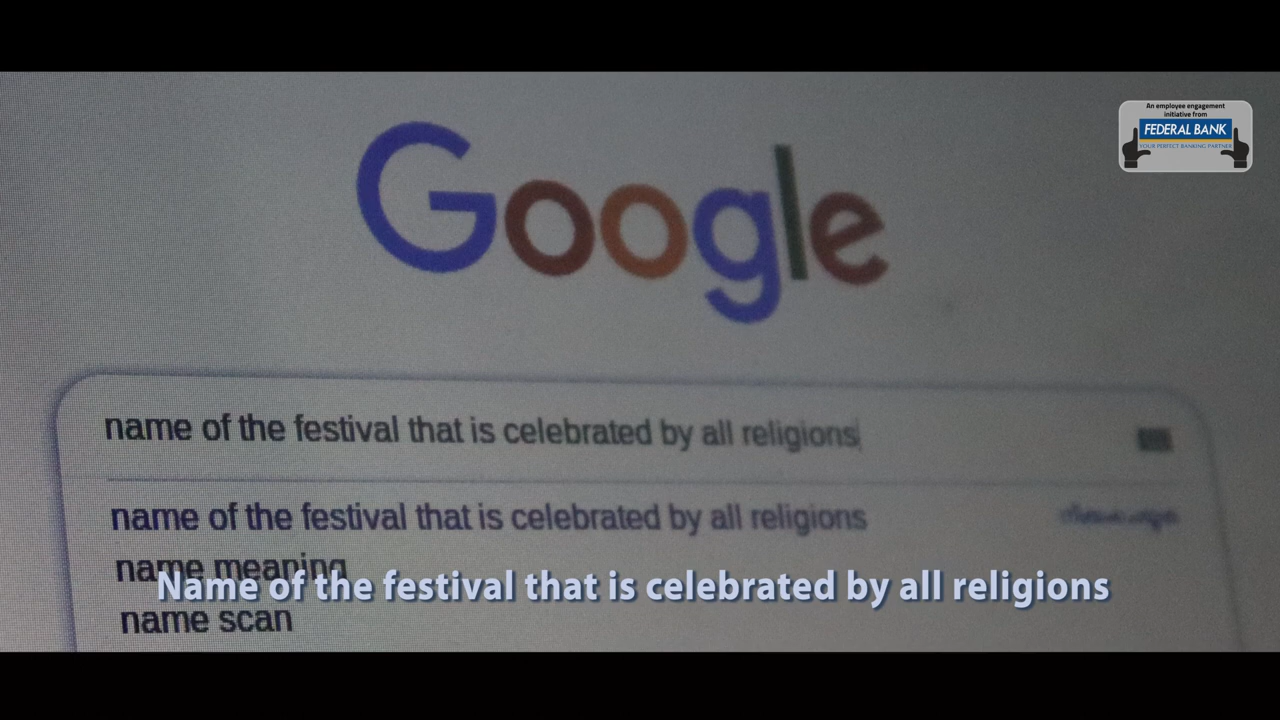 An employee engagement
initiative from
FEDERAL BANK
YOUR PERFECT BANKING PARTNER
Google
name of the festival that is celebrated by all religions
name of the festival that is celebrated by all religions
name meaning
Name of the festival that is celebrated by all religions
name scan